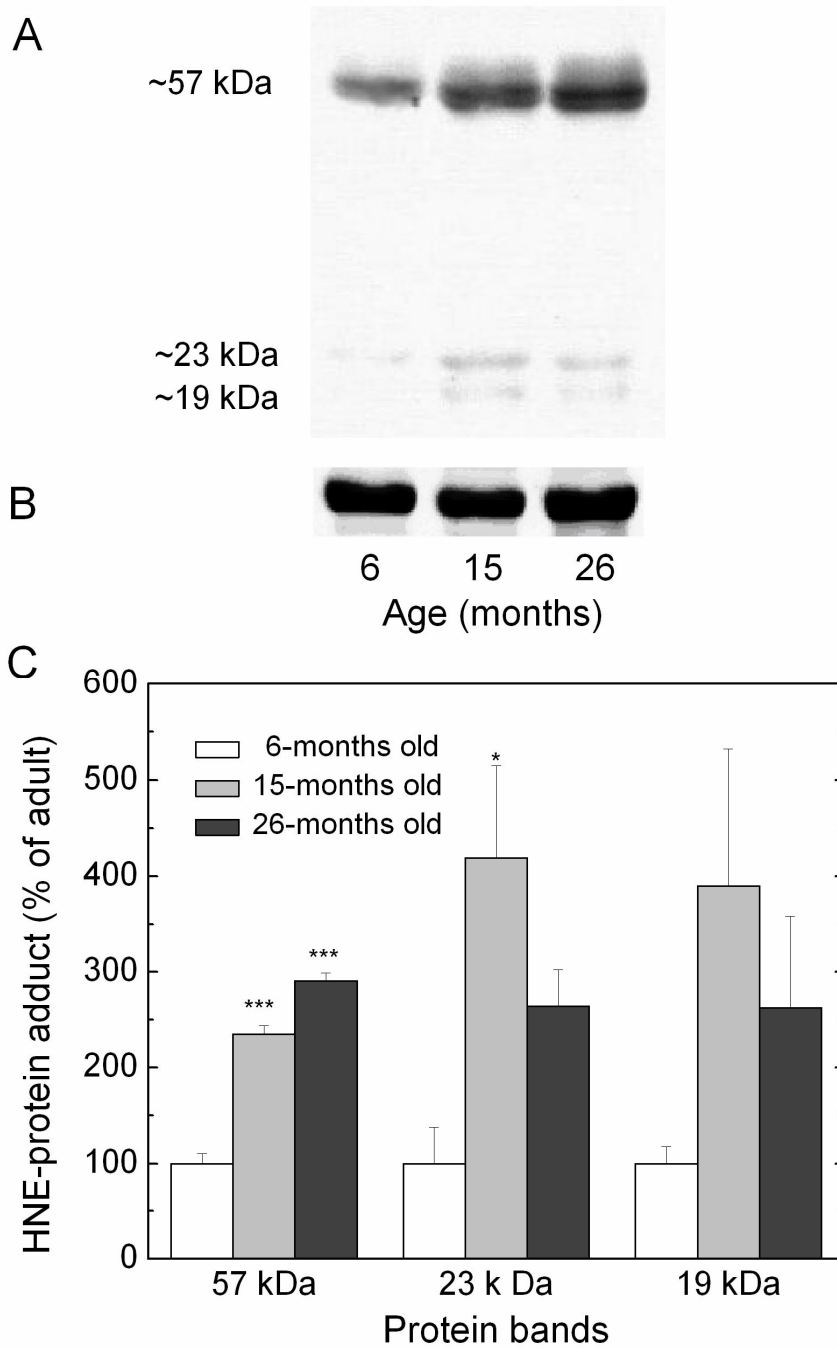 A
~57 kDa
~23 kDa
~19 kDa
B
6 15 26
Age (months)
C
HNE-protein adduct (% of adult)
600
500
400
300
200
100
0
6-months old
15-months old
26-months old
***
***
*
57 kDa 23 k Da 19 kDa
Protein bands